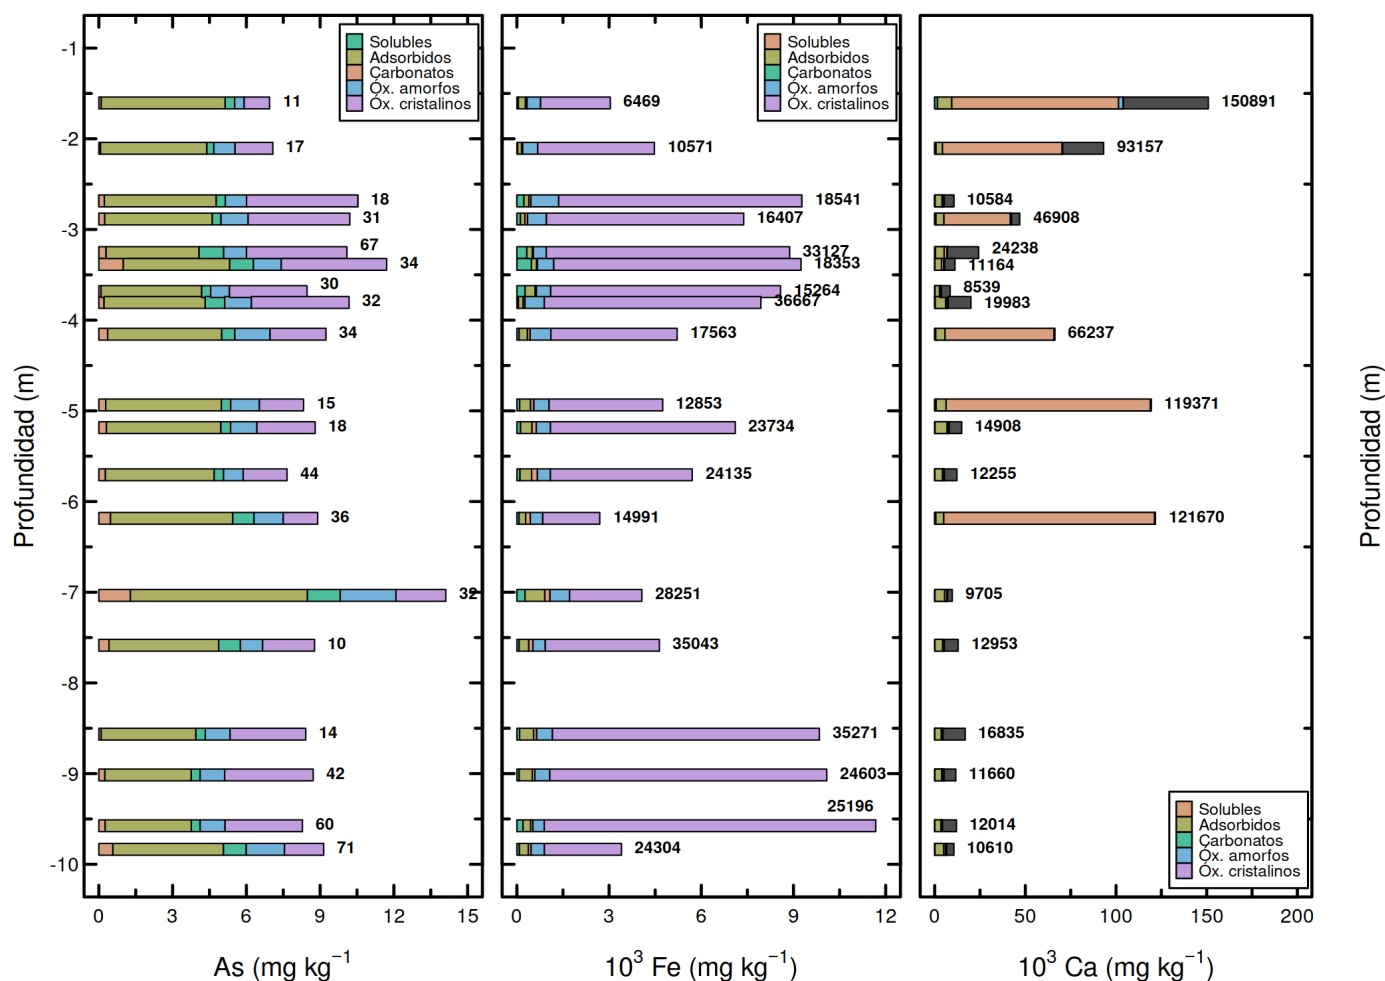 Profundidad (m)
-1
-2
-3
-4
-5
-6
-7
-8
-9
-10
Solubles
Adsorbidos
Carbonatos
Óx. amorfos
Óx. cristalinos
11
17
18
31
67
34
30
32
34
15
18
44
36
32
10
14
42
60
71
0 3 6 9 12 15
As (mg kg⁻¹
Solubles
Adsorbidos
Carbonatos
Óx. amorfos
Óx. cristalinos
6469
10571
18541
16407
33127
18353
15264
36667
17563
12853
23734
24135
14991
28251
35043
35271
24603
25196
24304
0 3 6 9 12
10³ Fe (mg kg⁻¹)
150891
93157
10584
46908
24238
11164
8539
19983
66237
119371
14908
12255
121670
9705
12953
16835
11660
12014
10610
Solubles
Adsorbidos
Carbonatos
Óx. amorfos
Óx. cristalinos
0 50 100 150 200
10³ Ca (mg kg⁻¹)
Profundidad (m)